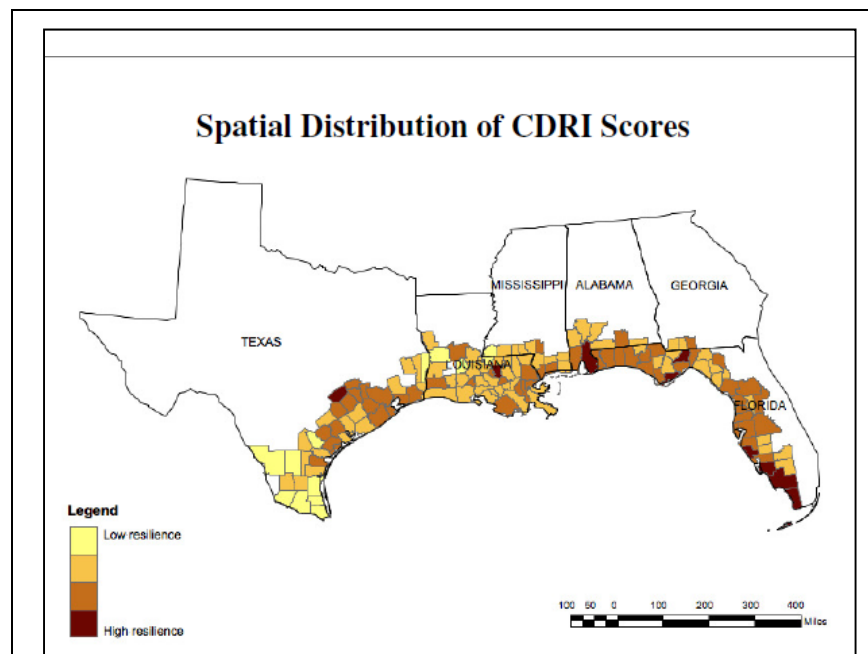 Spatial Distribution of CDRI Scores
MISSISSIPPI
ALABAMA
GEORGIA
TEXAS
LOUISIANA
FLORIDA
Legend
Low resilience
High resilience
100 50 0 100 200 300 400
Miles